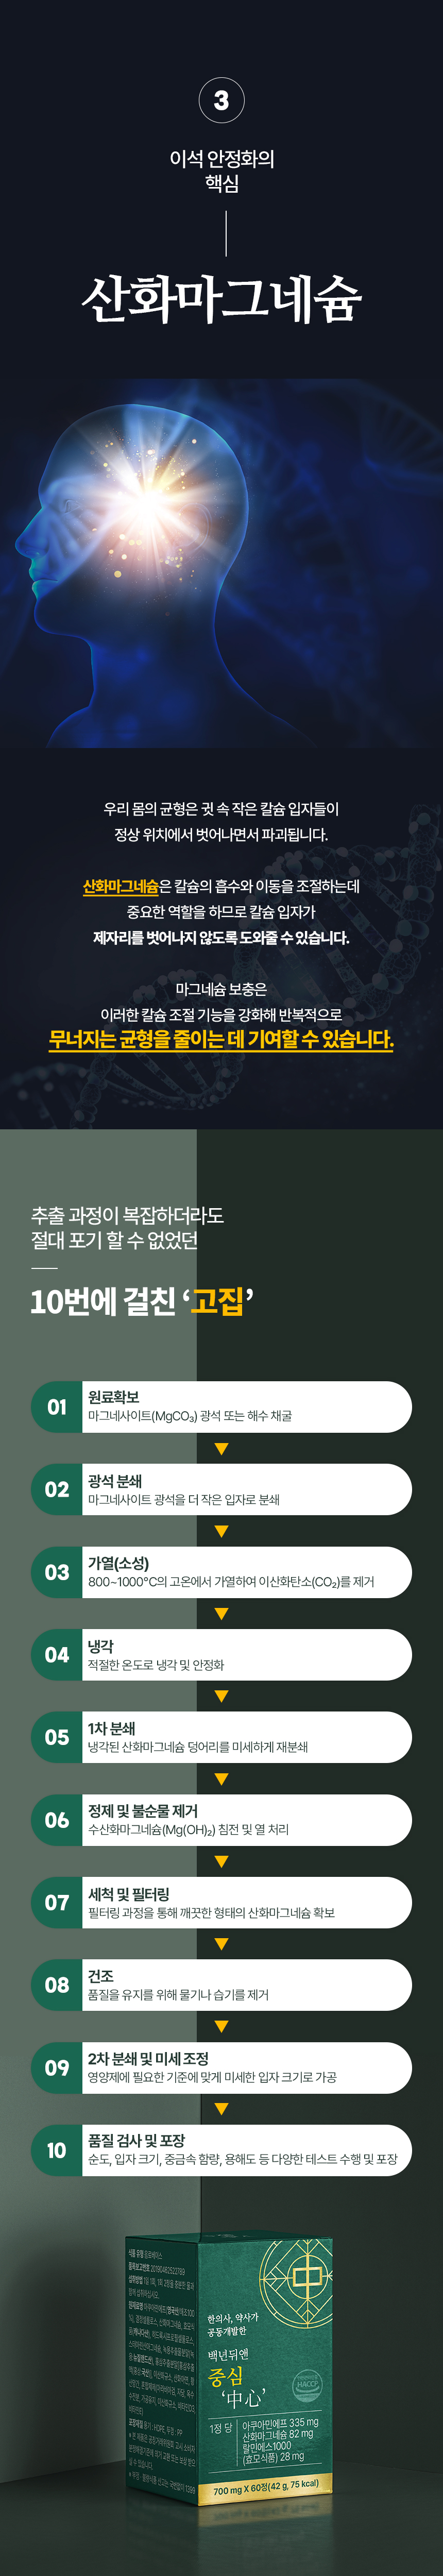 3
이석 안정화의
핵심
산화마그네슘
우리 몸의 균형은 귓 속 작은 칼슘 입자들이
정상 위치에서 벗어나면서 파괴됩니다.
산화마그네슘은 칼슘의 흡수와 이동을 조절하는데
중요한 역할을 하므로 칼슘 입자가
제자리를 벗어나지 않도록 도와줄 수 있습니다.
마그네슘 보충은
이러한 칼슘 조절 기능을 강화해 반복적으로
무너지는 균형을 줄이는 데 기여할 수 있습니다.
추출 과정이 복잡하더라도
절대 포기 할 수 없었던
10번에 걸친 ‘고집’
01
원료확보
마그네사이트(MgCO₃) 광석 또는 해수 채굴
02
광석 분쇄
마그네사이트 광석을 더 작은 입자로 분쇄
03
가열(소성)
800~1000°C의 고온에서 가열하여 이산화탄소(CO₂)를 제거
04
냉각
적절한 온도로 냉각 및 안정화
05
1차 분쇄
냉각된 산화마그네슘 덩어리를 미세하게 재분쇄
06
정제 및 불순물 제거
수산화마그네슘(Mg(OH)₂) 침전 및 열 처리
07
세척 및 필터링
필터링 과정을 통해 깨끗한 형태의 산화마그네슘 확보
08
건조
품질을 유지를 위해 물기나 습기를 제거
09
2차 분쇄 및 미세 조정
영양제에 필요한 기준에 맞게 미세한 입자 크기로 가공
10
품질 검사 및 포장
순도, 입자 크기, 중금속 함량, 용해도 등 다양한 테스트 수행 및 포장
한의사, 약사가
공동개발한
백년뒤앤
중심
‘中心’
HACCP
1정 당
아쿠아민에프 335 mg
산화마그네슘 82 mg
랄민에스1000
(효모식품) 28 mg
700 mg X 60정(42 g, 75 kcal)